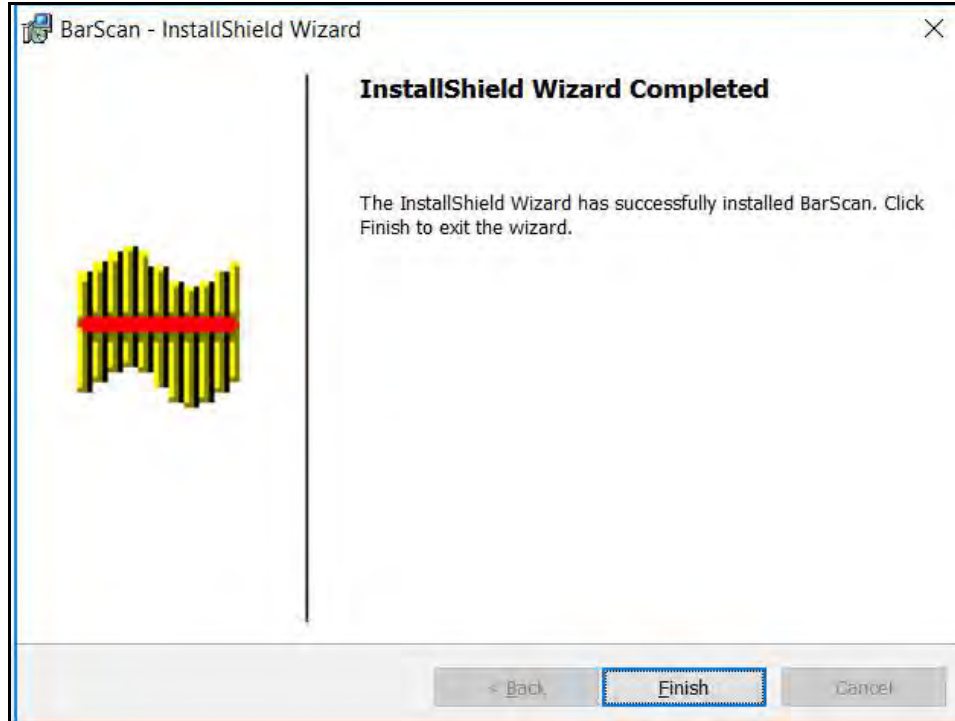 BarScan - InstallShield Wizard
InstallShield Wizard Completed
The InstallShield Wizard has successfully installed BarScan. Click
Finish to exit the wizard.
< Back
Finish
Cancel